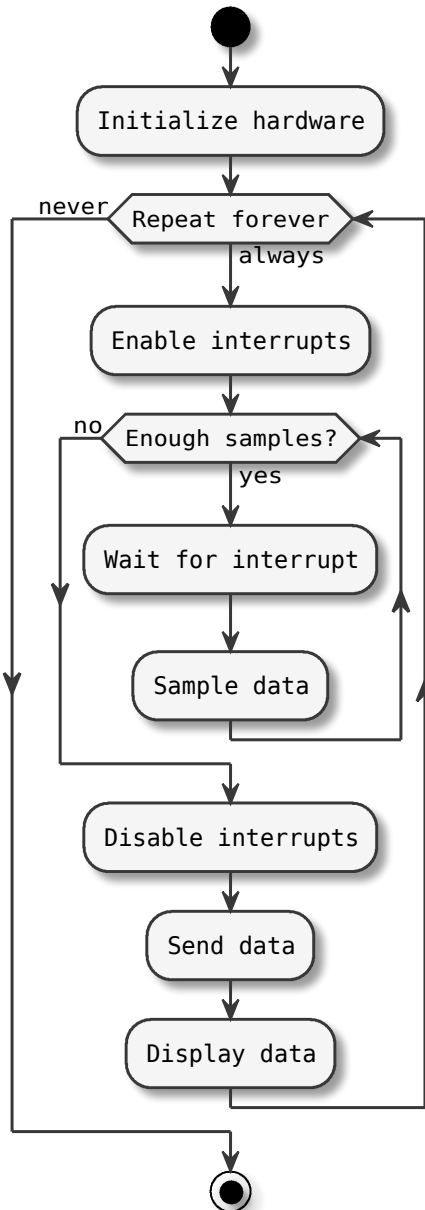 Initialize hardware
never
Repeat forever
always
Enable interrupts
no
Enough samples?
yes
Wait for interrupt
Sample data
Disable interrupts
Send data
Display data